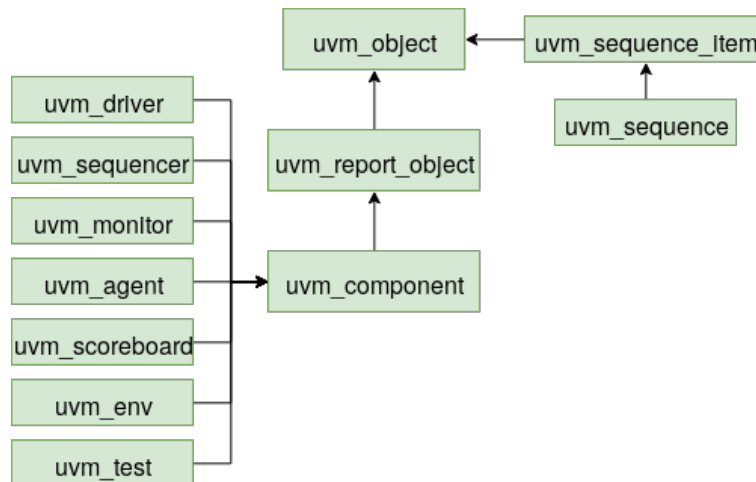 uvm_object
uvm_sequence_item
uvm_driver
uvm_sequence
uvm_sequencer
uvm_report_object
uvm_monitor
uvm_agent
uvm_component
uvm_scoreboard
uvm_env
uvm_test